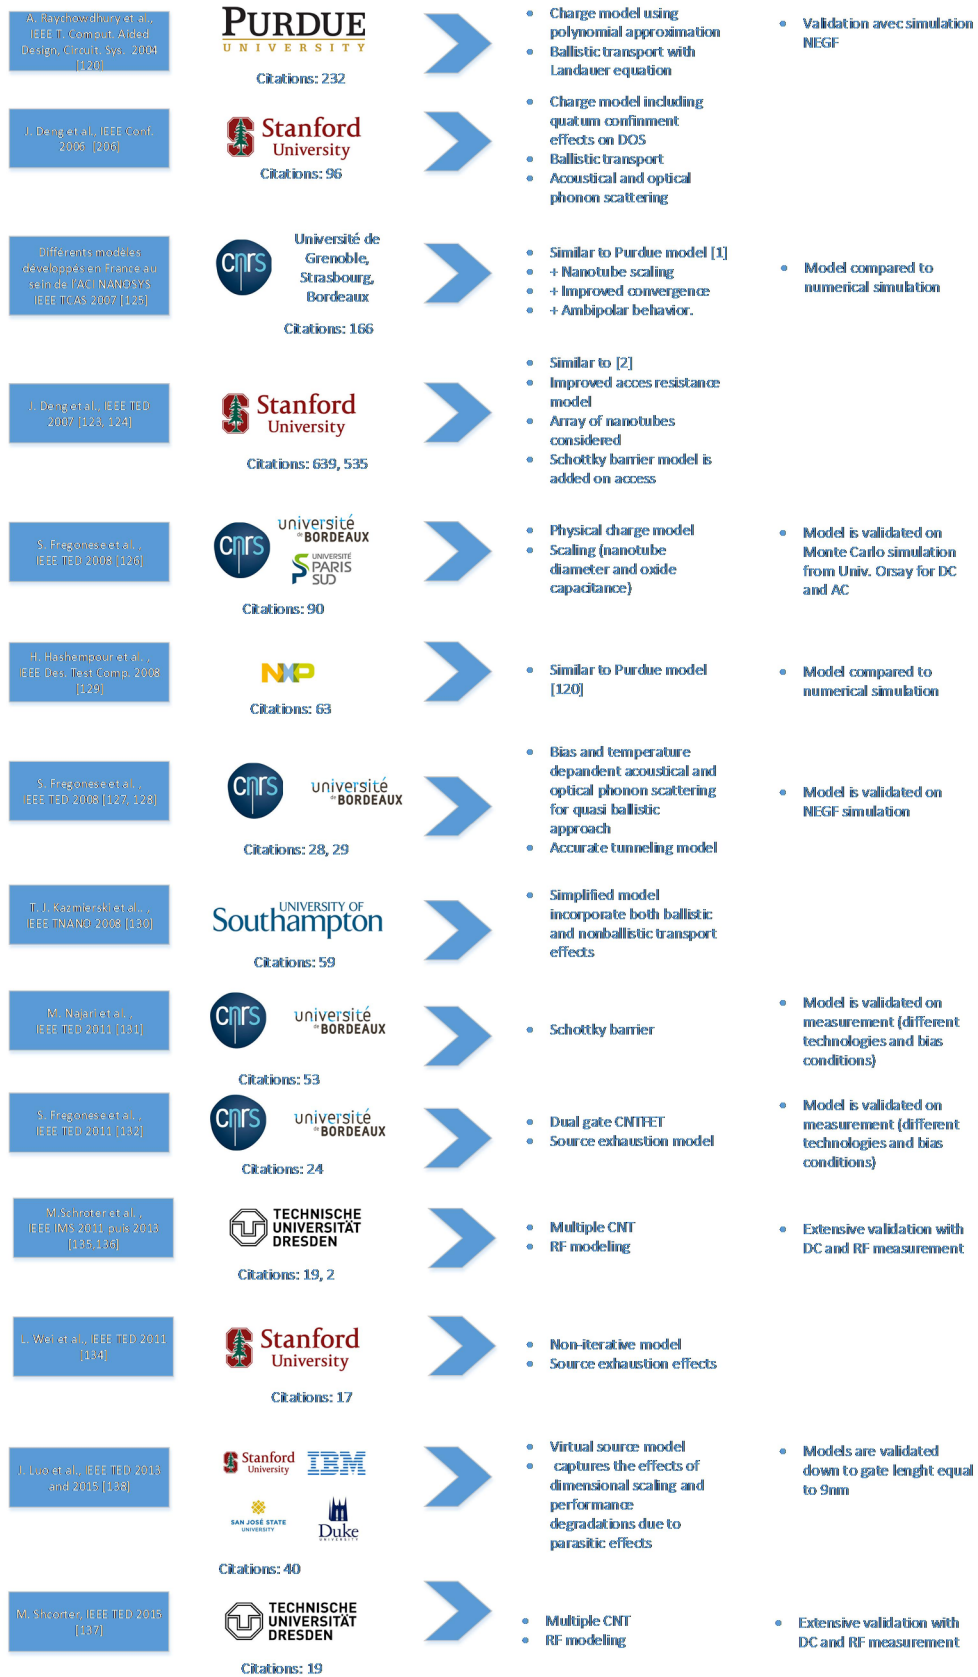 A. Raychowdhury et al.,
IEEE T. Comput. Aided
Design. Circuit. Sys. 2004
[120]
PURDUE
UNIVERSITY
Citations: 232
• Charge model using
polynomial approximation
• Ballistic transport with
Landauer equation
• Validation avec simulation
NEGF
J. Deng et al., IEEE Conf.
2006 [206]
Stanford
University
Citations: 96
• Charge model including
quatum confinment
effects on DOS
• Ballistic transport
• Acoustical and optical
phonon scattering
Différents modèles
développés en France au
sein de l'ACI NANOSYS
IEEE TCAS 2007 [125]
cnrs
Université de
Grenoble,
Strasbourg,
Bordeaux
Citations: 166
• Similar to Purdue model [1]
• + Nanotube scaling
• + Improved convergence
• + Ambipolar behavior.
• Model compared to
numerical simulation
J. Deng et al., IEEE TED
2007 [123, 124]
Stanford
University
Citations: 639, 535
• Similar to [2]
• Improved acces resistance
model
• Array of nanotubes
considered
• Schottky barrier model is
added on access
S. Fregonese et al. ,
IEEE TED 2008 [126]
cnrs
université
de BORDEAUX
UNIVERSITÉ
PARIS
SUD
Citations: 90
• Physical charge model
• Scaling (nanotube
diameter and oxide
capacitance)
• Model is validated on
Monte Carlo simulation
from Univ. Orsay for DC
and AC
H. Hashempour et al. ,
IEEE Des. Test Comp. 2008
[129]
NXP
Citations: 63
• Similar to Purdue model
[120]
• Model compared to
numerical simulation
S. Fregonese et al. ,
IEEE TED 2008 [127, 128]
cnrs
université
de BORDEAUX
Citations: 28, 29
• Bias and temperature
depandent acoustical and
optical phonon scattering
for quasi ballistic
approach
• Accurate tunneling model
• Model is validated on
NEGF simulation
T. J. Kazmierski et al. ,
IEEE TNANO 2008 [130]
UNIVERSITY OF
Southampton
Citations: 59
• Simplified model
incorporate both ballistic
and nonballistic transport
effects
M. Najari et al. ,
IEEE TED 2011 [131]
cnrs
université
de BORDEAUX
Citations: 53
• Schottky barrier
• Model is validated on
measurement (different
technologies and bias
conditions)
S. Fregonese et al. ,
IEEE TED 2011 [132]
cnrs
université
de BORDEAUX
Citations: 24
• Dual gate CNTFET
• Source exhaustion model
• Model is validated on
measurement (different
technologies and bias
conditions)
M.Schroter et al. ,
IEEE IMS 2011 puis 2013
[135,136]
TECHNISCHE
UNIVERSITÄT
DRESDEN
Citations: 19, 2
• Multiple CNT
• RF modeling
• Extensive validation with
DC and RF measurement
L. Wei et al., IEEE TED 2011
[134]
Stanford
University
Citations: 17
• Non-iterative model
• Source exhaustion effects
J. Luo et al., IEEE TED 2013
and 2015 [138]
Stanford
University
IBM
SAN JOSÉ STATE
UNIVERSITY
Duke
UNIVERSITY
Citations: 40
• Virtual source model
• captures the effects of
dimensional scaling and
performance
degradations due to
parasitic effects
• Models are validated
down to gate lenght equal
to 9nm
M. Shcorter, IEEE TED 2015
[137]
TECHNISCHE
UNIVERSITÄT
DRESDEN
Citations: 19
• Multiple CNT
• RF modeling
• Extensive validation with
DC and RF measurement